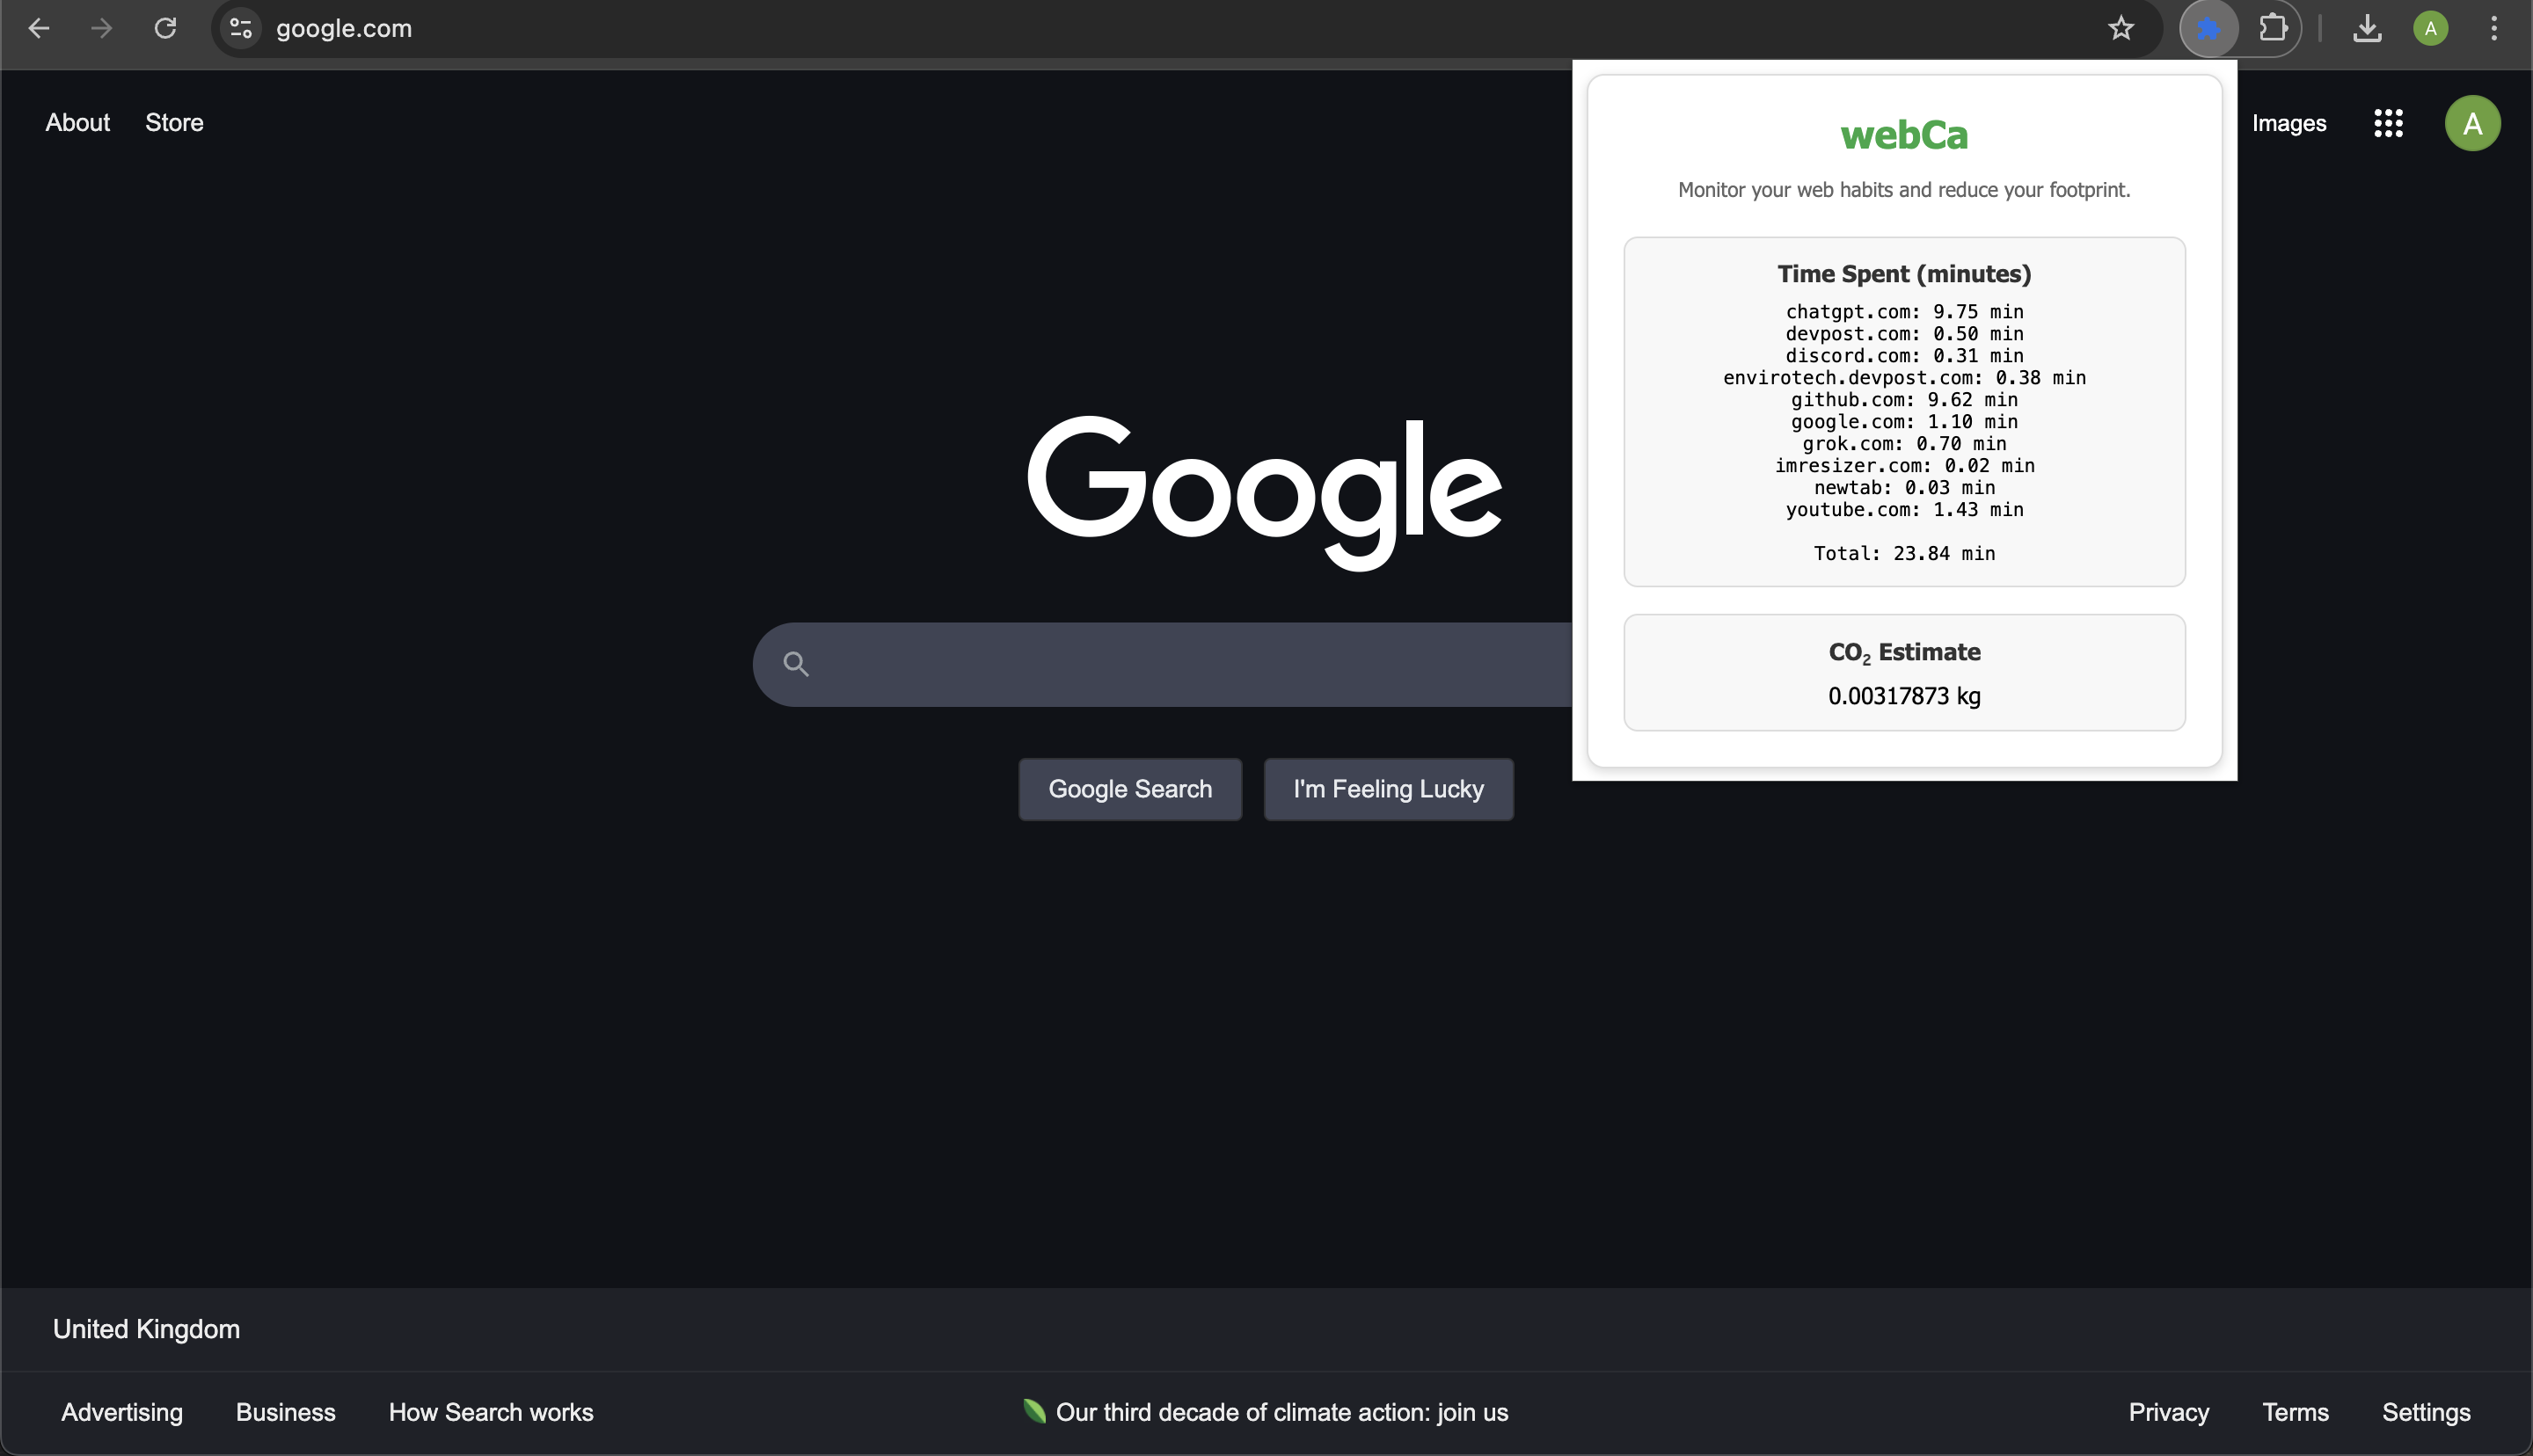 google.com
A
About
Store
Images
A
webCa
Monitor your web habits and reduce your footprint.
Time Spent (minutes)
chatgpt.com: 9.75 min
devpost.com: 0.50 min
discord.com: 0.31 min
envirotech.devpost.com: 0.38 min
github.com: 9.62 min
google.com: 1.10 min
grok.com: 0.70 min
imresizer.com: 0.02 min
newtab: 0.03 min
youtube.com: 1.43 min
Total: 23.84 min
CO₂ Estimate
0.00317873 kg
Google
Google Search
I'm Feeling Lucky
United Kingdom
Advertising
Business
How Search works
Our third decade of climate action: join us
Privacy
Terms
Settings